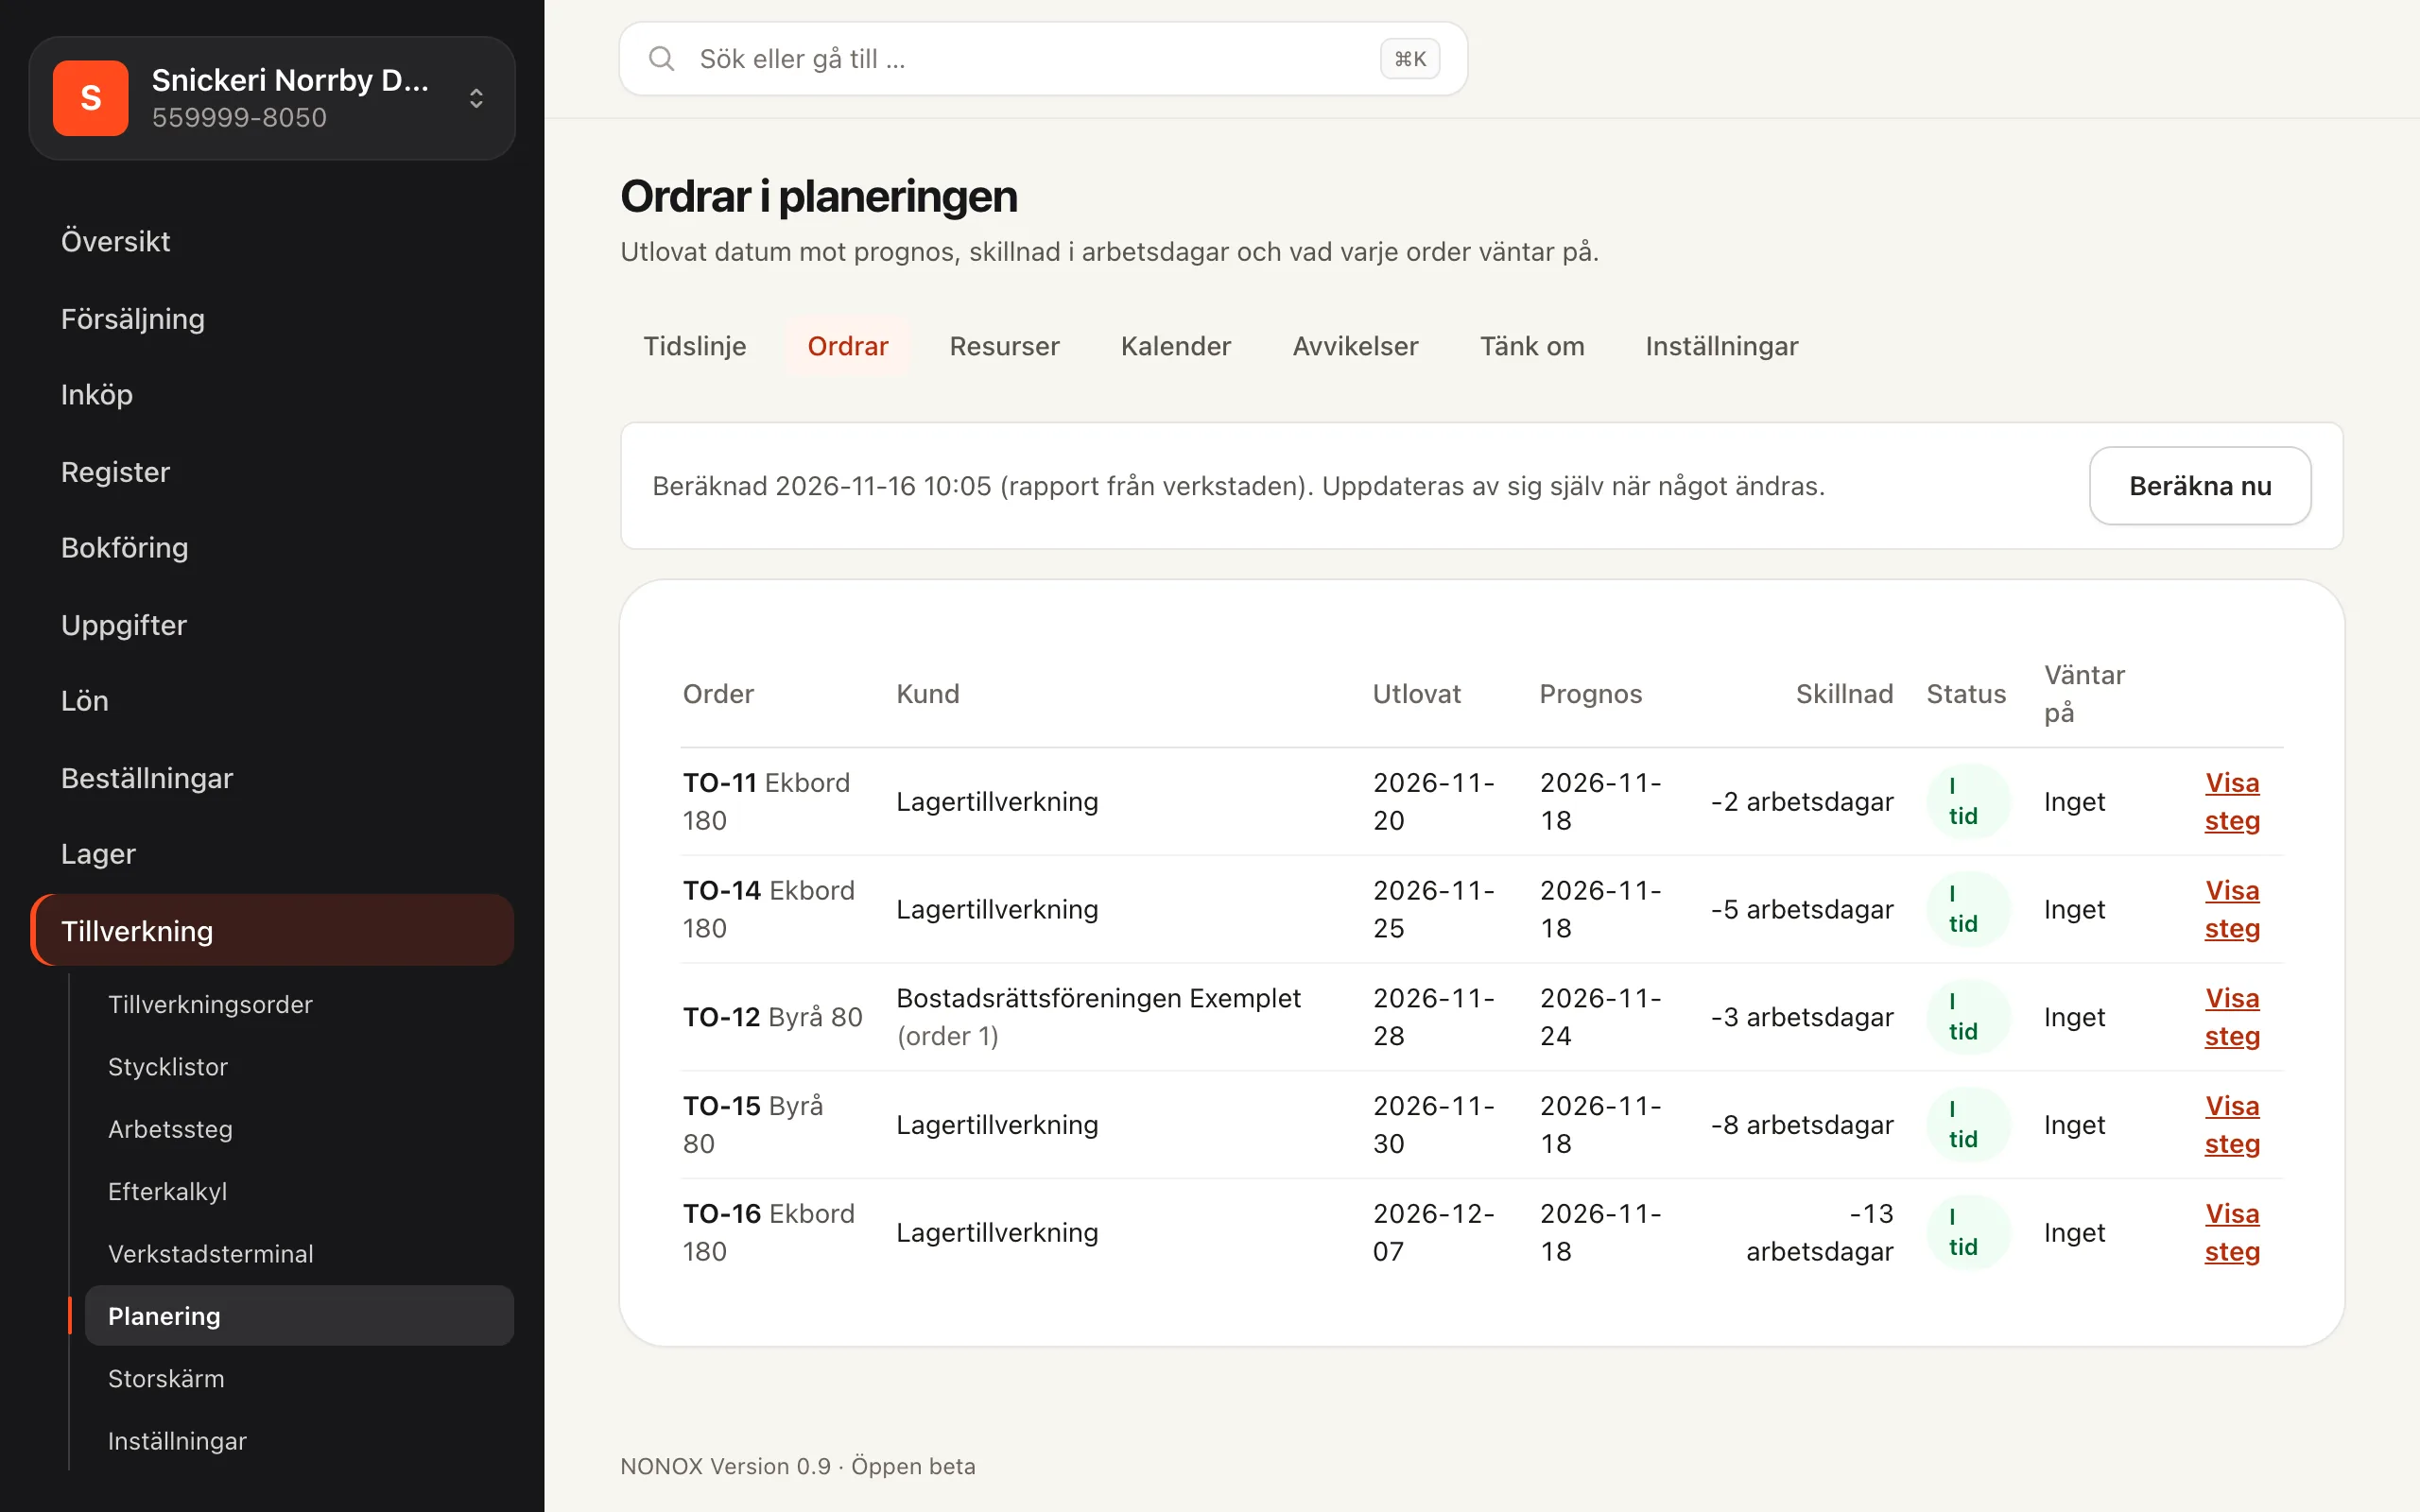 S
Snickeri Norrby D...
559999-8050
Översikt
Försäljning
Inköp
Register
Bokföring
Uppgifter
Lön
Beställningar
Lager
Tillverkning
Tillverkningsorder
Stycklistor
Arbetssteg
Efterkalkyl
Verkstadsterminal
Planering
Storskärm
Inställningar
Sök eller gå till ...
⌘K
Ordrar i planeringen
Utlovat datum mot prognos, skillnad i arbetsdagar och vad varje order väntar på.
Tidslinje Ordrar Resurser Kalender Avvikelser Tänk om Inställningar
Beräknad 2026-11-16 10:05 (rapport från verkstaden). Uppdateras av sig själv när något ändras.
Beräkna nu
Order Kund Utlovat Prognos Skillnad Status Väntar på
TO-11 Ekbord 180 Lagertillverkning 2026-11-20 2026-11-18 -2 arbetsdagar I tid Inget Visa steg
TO-14 Ekbord 180 Lagertillverkning 2026-11-25 2026-11-18 -5 arbetsdagar I tid Inget Visa steg
TO-12 Byrå 80 Bostadsrättsföreningen Exemplet (order 1) 2026-11-28 2026-11-24 -3 arbetsdagar I tid Inget Visa steg
TO-15 Byrå 80 Lagertillverkning 2026-11-30 2026-11-18 -8 arbetsdagar I tid Inget Visa steg
TO-16 Ekbord 180 Lagertillverkning 2026-12-07 2026-11-18 -13 arbetsdagar I tid Inget Visa steg
NONOX Version 0.9 · Öppen beta